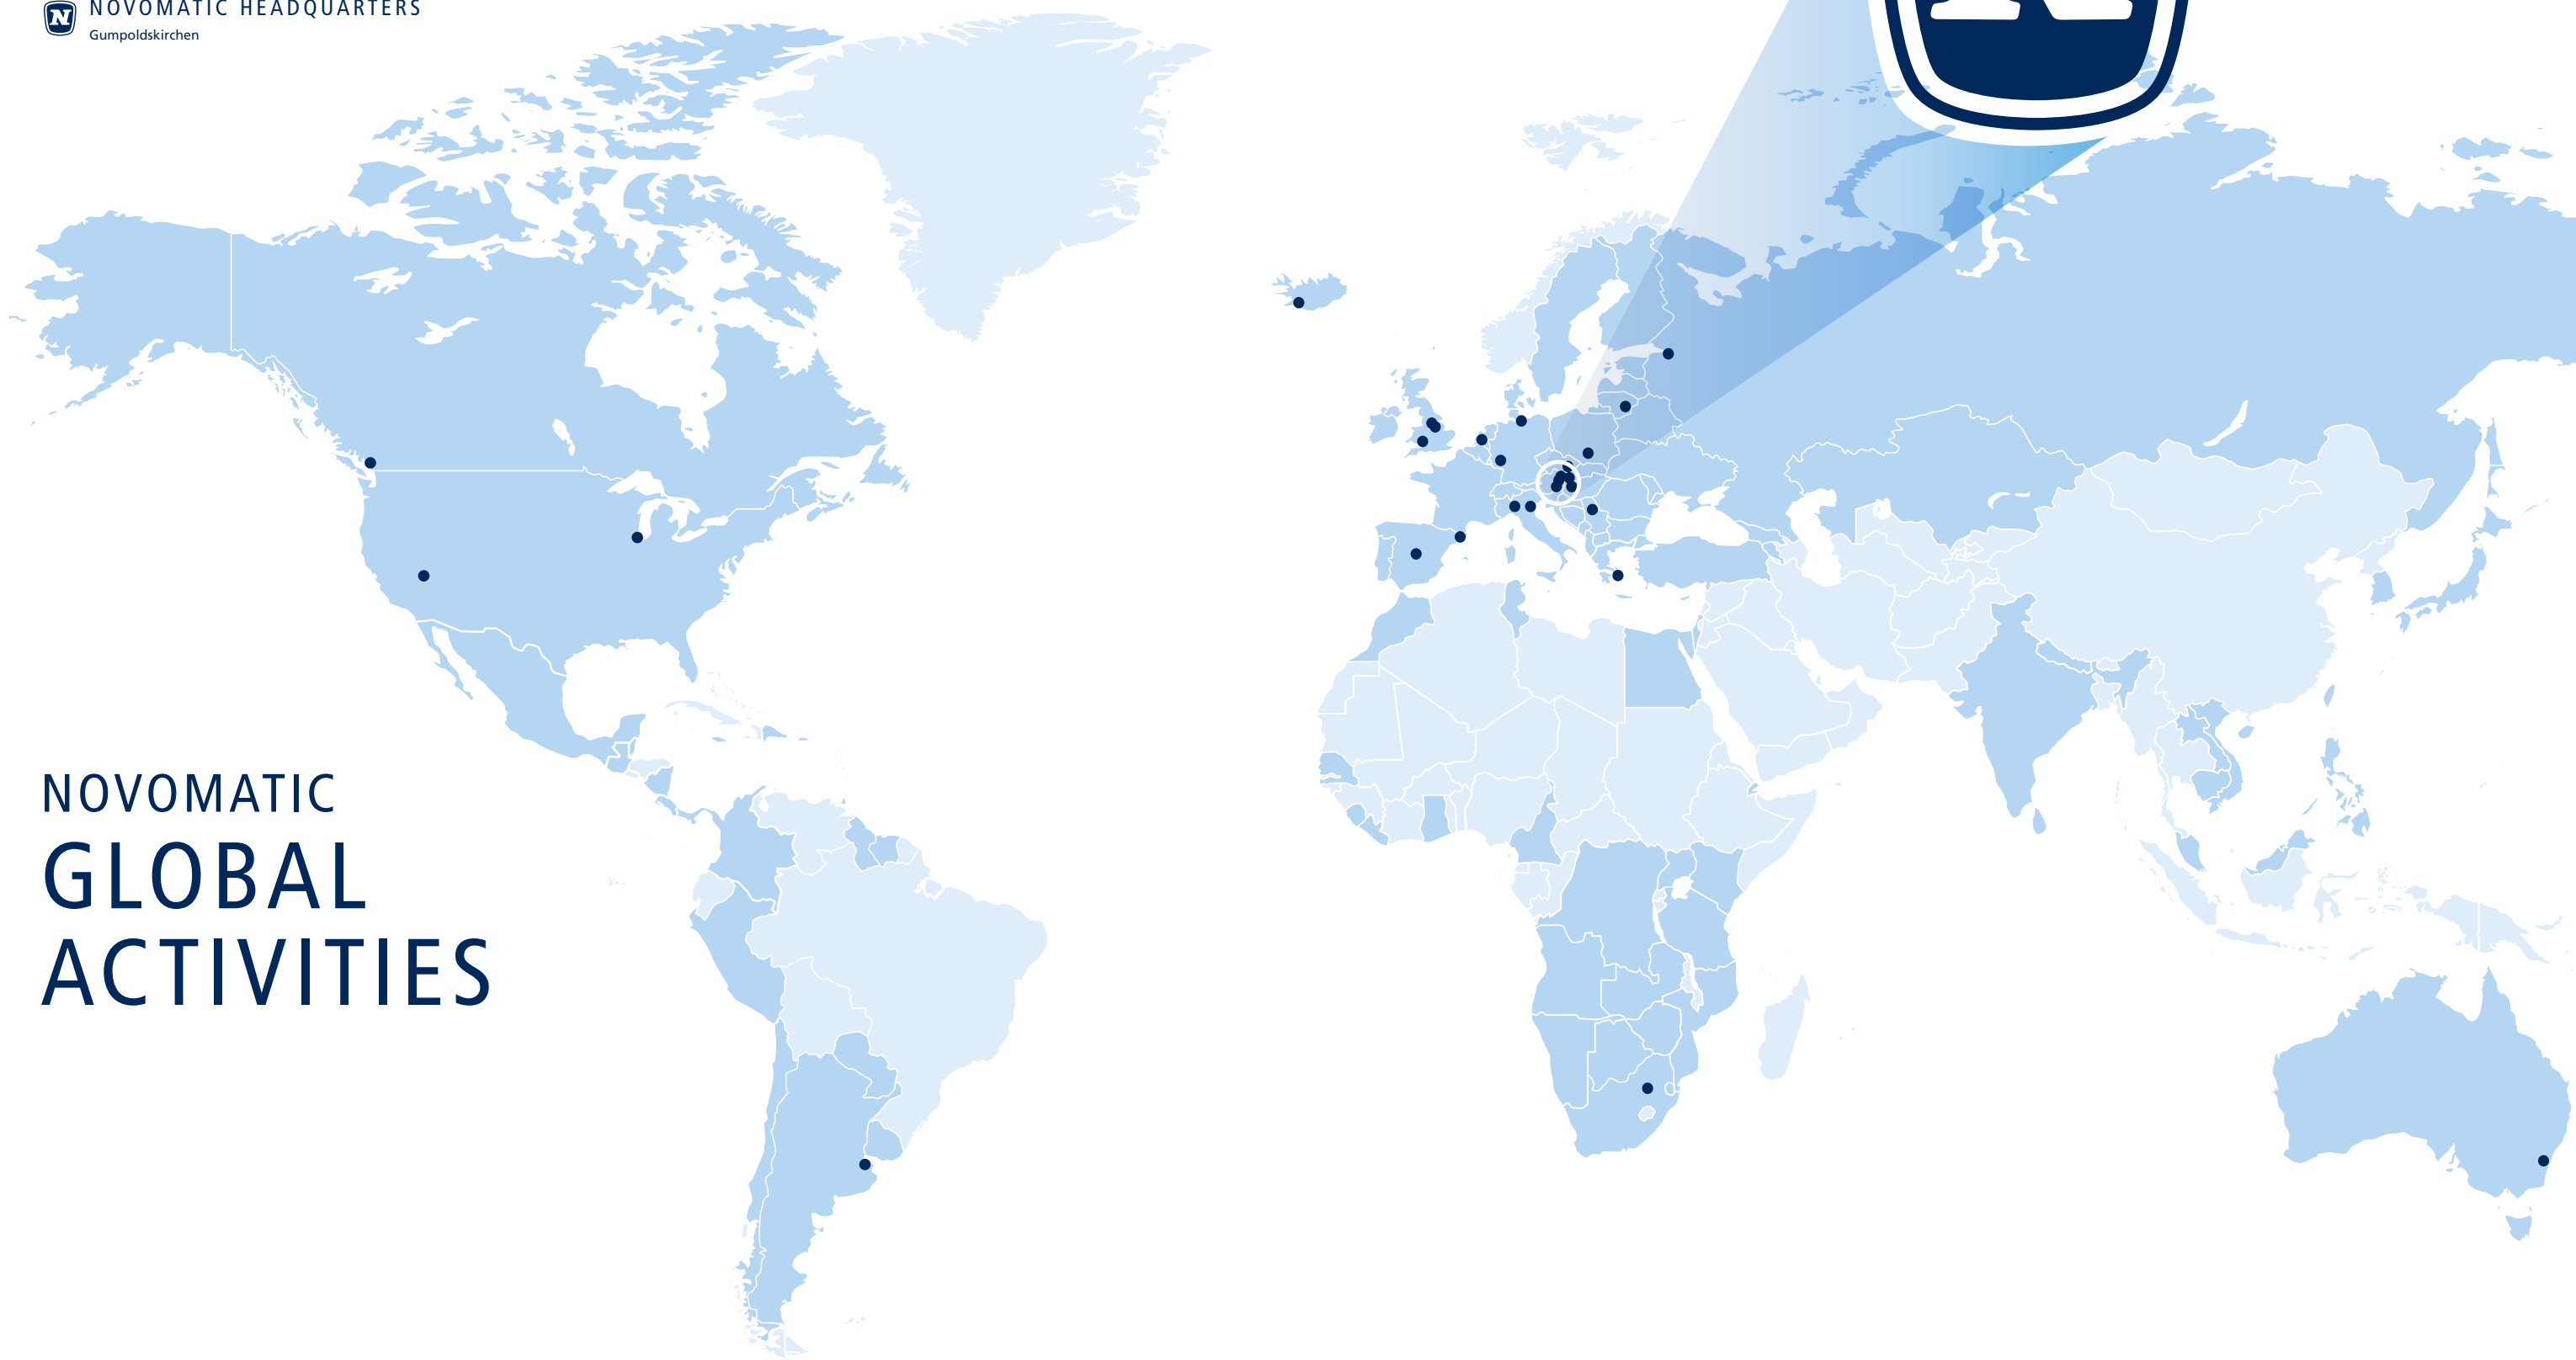 NOVOMATIC HEADQUARTERS
Gumpoldskirchen
NOVOMATIC
GLOBAL
ACTIVITIES